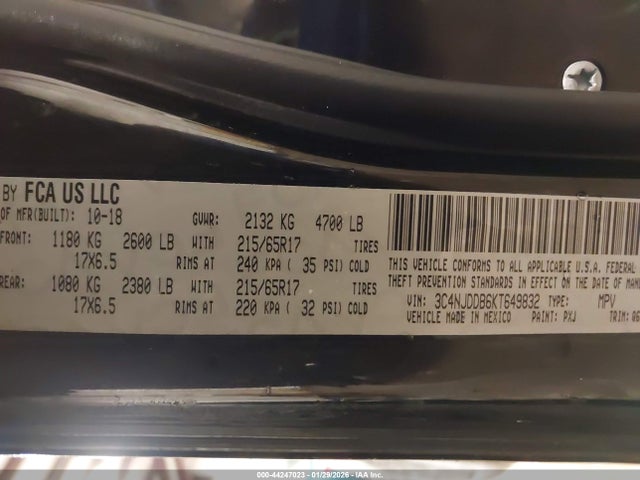 BY FCA US LLC
OF MFR(BUILT): 10-18 GVWR: 2132 KG 4700 LB
FRONT: 1180 KG 2600 LB WITH 215/65R17 TIRES
17X6.5 RIMS AT 240 KPA ( 35 PSI) COLD
REAR: 1080 KG 2380 LB WITH 215/65R17 TIRES
17X6.5 RIMS AT 220 KPA ( 32 PSI) COLD
THIS VEHICLE CONFORMS TO ALL APPLICABLE U.S.A. FEDERAL
THEFT PREVENTION STANDARDS IN EFFECT ON THE DATE OF MANU
VIN: 3C4NJDDB6KT649832 TYPE: MPV
VEHICLE MADE IN MEXICO PAINT: PXJ TRIM:
000-44247023 - 01/29/2026 - IAA Inc.